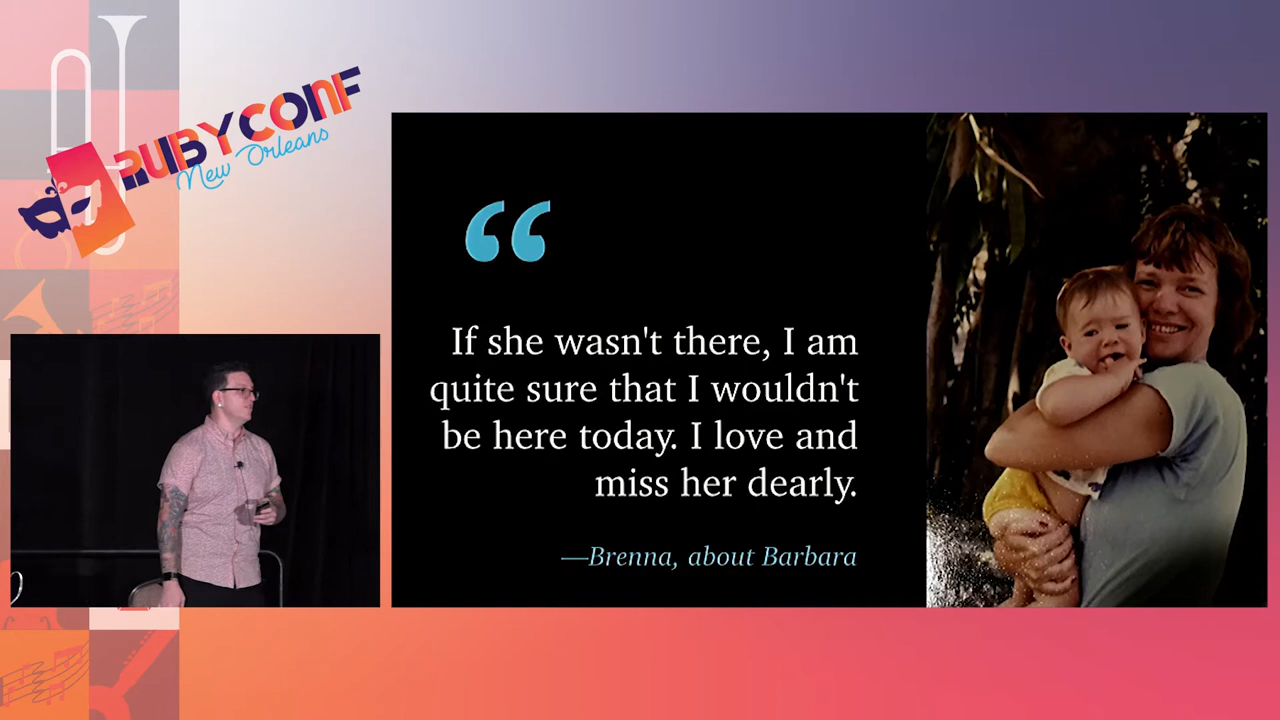 RUBYCONF
New Orleans
“
If she wasn't there, I am
quite sure that I wouldn't
be here today. I love and
miss her dearly.
—Brenna, about Barbara